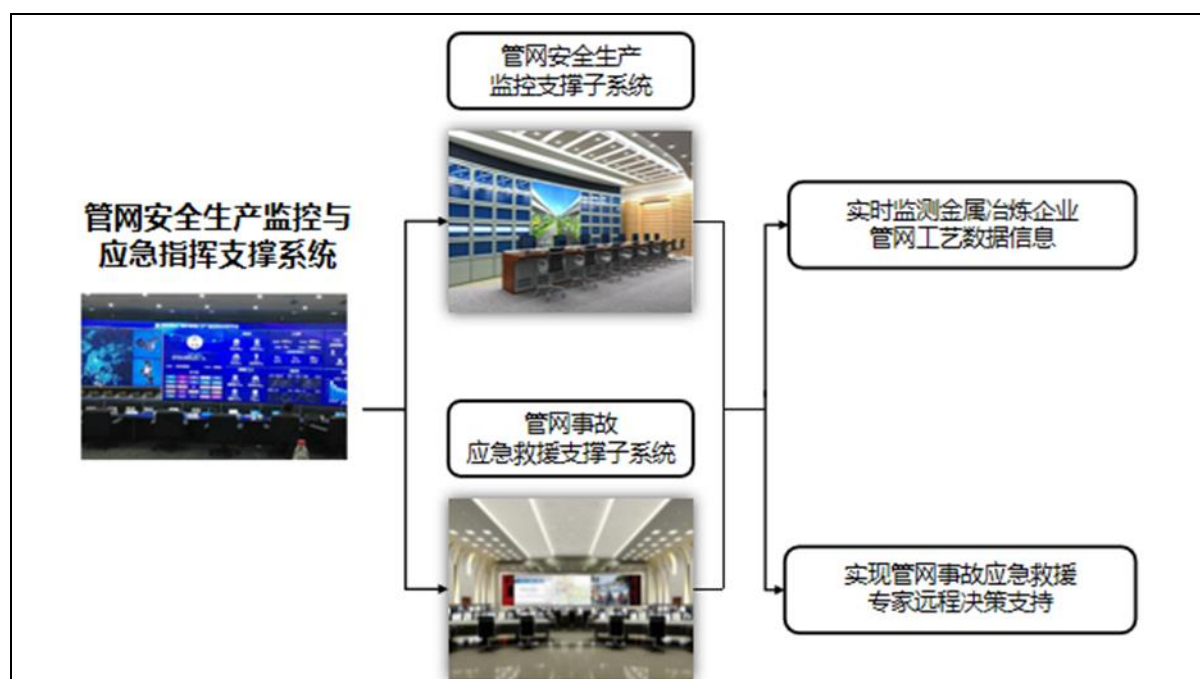 管网安全生产
监控支撑子系统
管网安全生产监控与
应急指挥支撑系统
实时监测金属冶炼企业
管网工艺数据信息
管网事故
应急救援支撑子系统
实现管网事故应急救援
专家远程决策支持